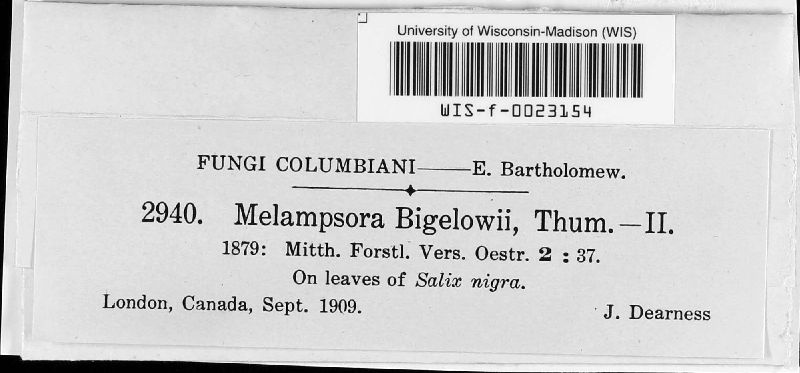 University of Wisconsin-Madison (WIS)
WIS-f-0023154
FUNGI COLUMBIANI——E. Bartholomew.
2940. Melampsora Bigelowii, Thum.—II.
1879: Mitth. Forstl. Vers. Oestr. 2 : 37.
On leaves of Salix nigra.
London, Canada, Sept. 1909. J. Dearness